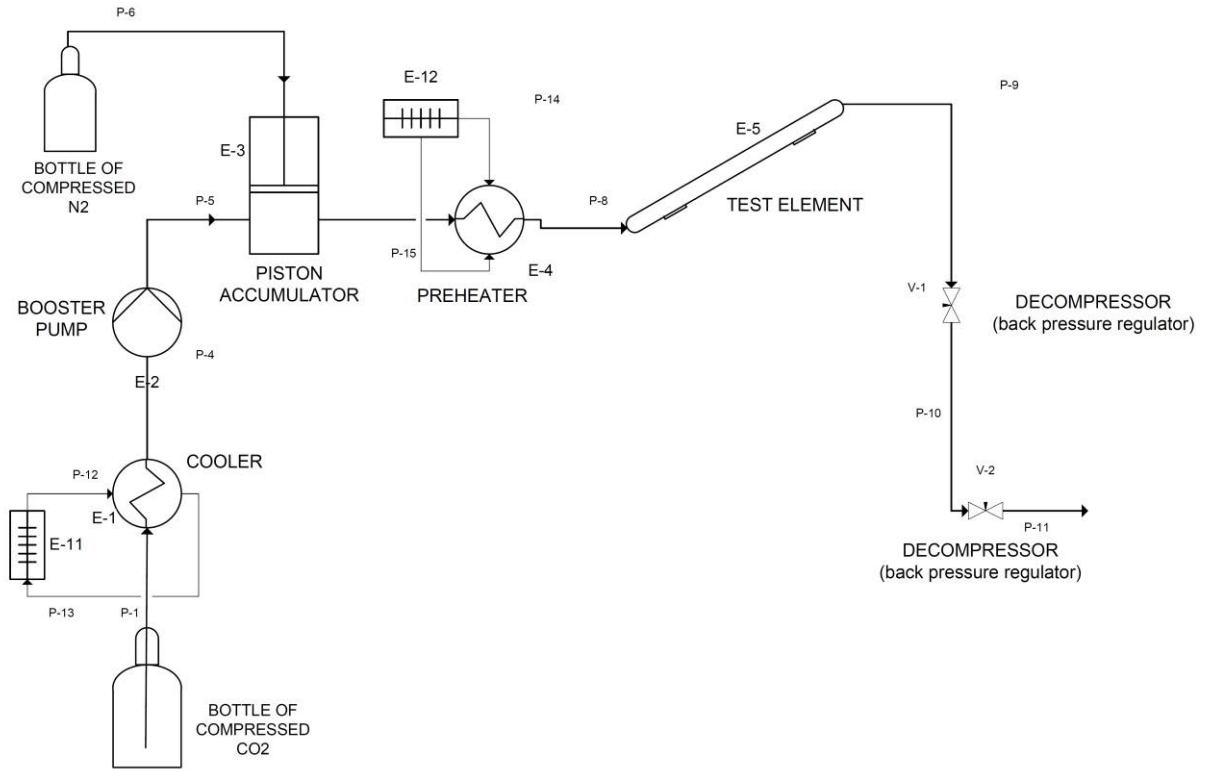 P-6
E-12
P-14
P-9
E-3
E-5
BOTTLE OF
COMPRESSED
N2
P-5
P-8
TEST ELEMENT
P-15
E-4
PISTON
ACCUMULATOR
PREHEATER
V-1
DECOMPRESSOR
(back pressure regulator)
BOOSTER
PUMP
P-4
E-2
P-10
COOLER
P-12
V-2
E-1
E-11
P-11
DECOMPRESSOR
(back pressure regulator)
P-13
P-1
BOTTLE OF
COMPRESSED
CO2